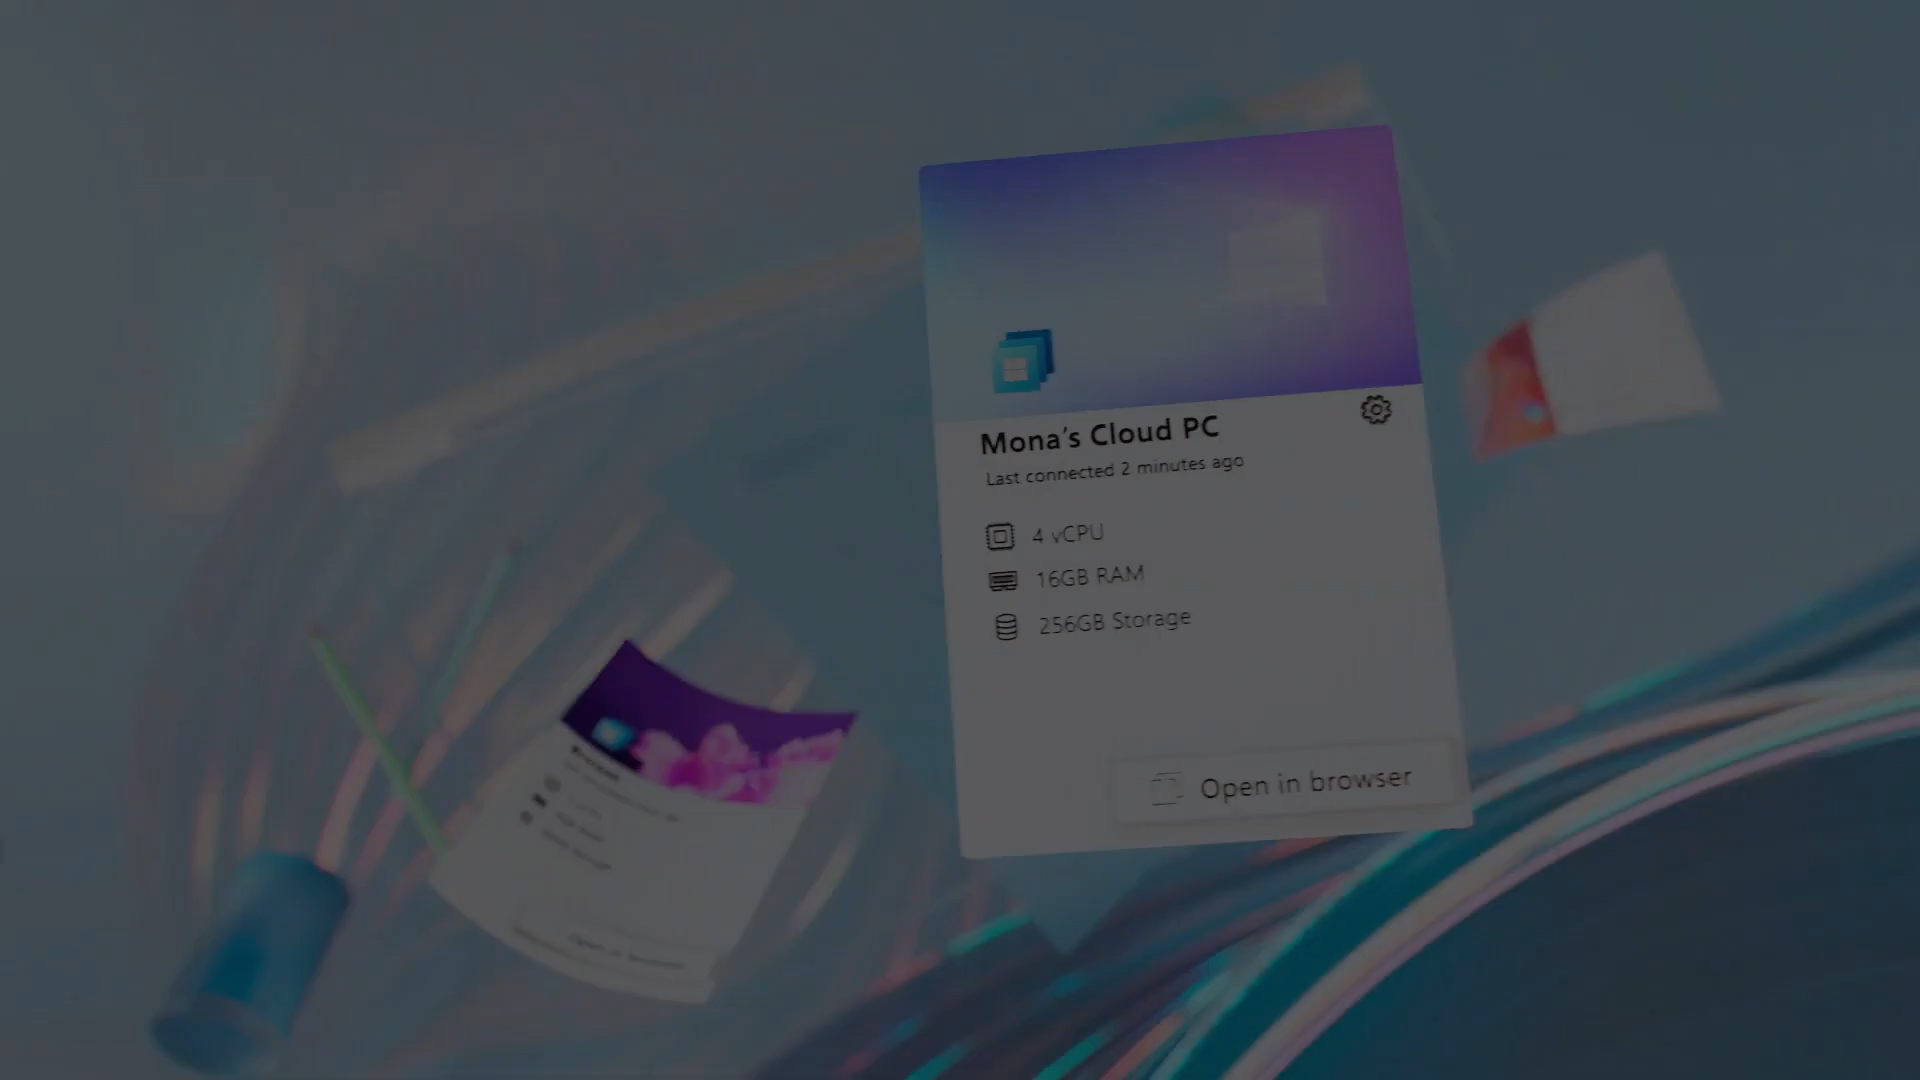 Mona's Cloud PC
Last connected 2 minutes ago
4 vCPU
16GB RAM
256GB Storage
Open in browser